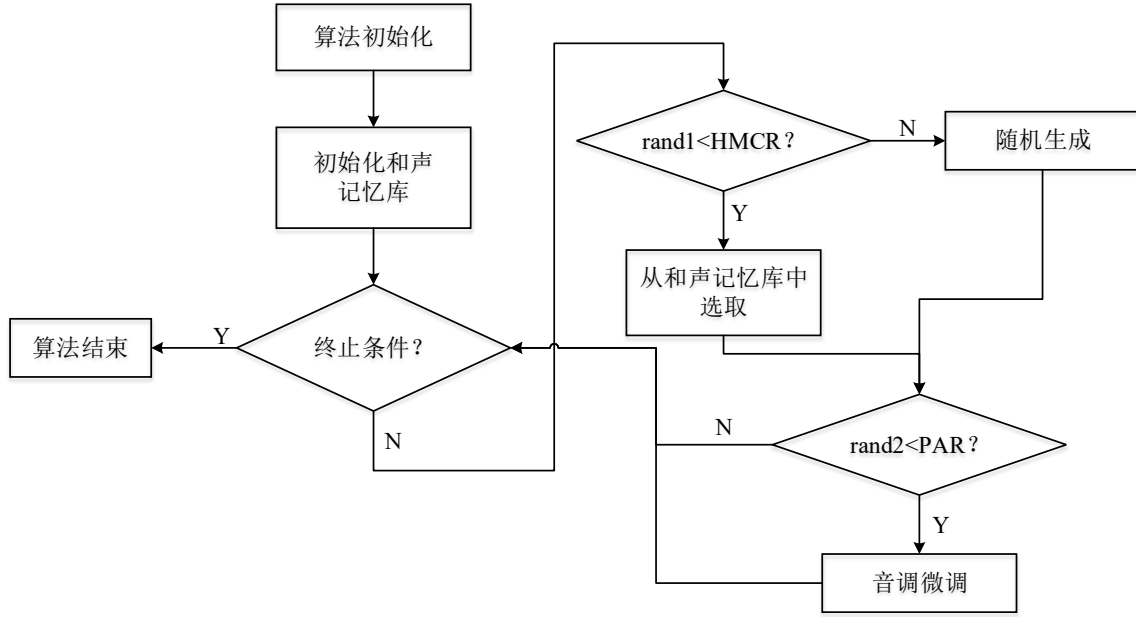 算法初始化
初始化和声
记忆库
终止条件？
Y
算法结束
N
rand1<HMCR？
N
随机生成
Y
从和声记忆库中
选取
rand2<PAR？
N
Y
音调微调